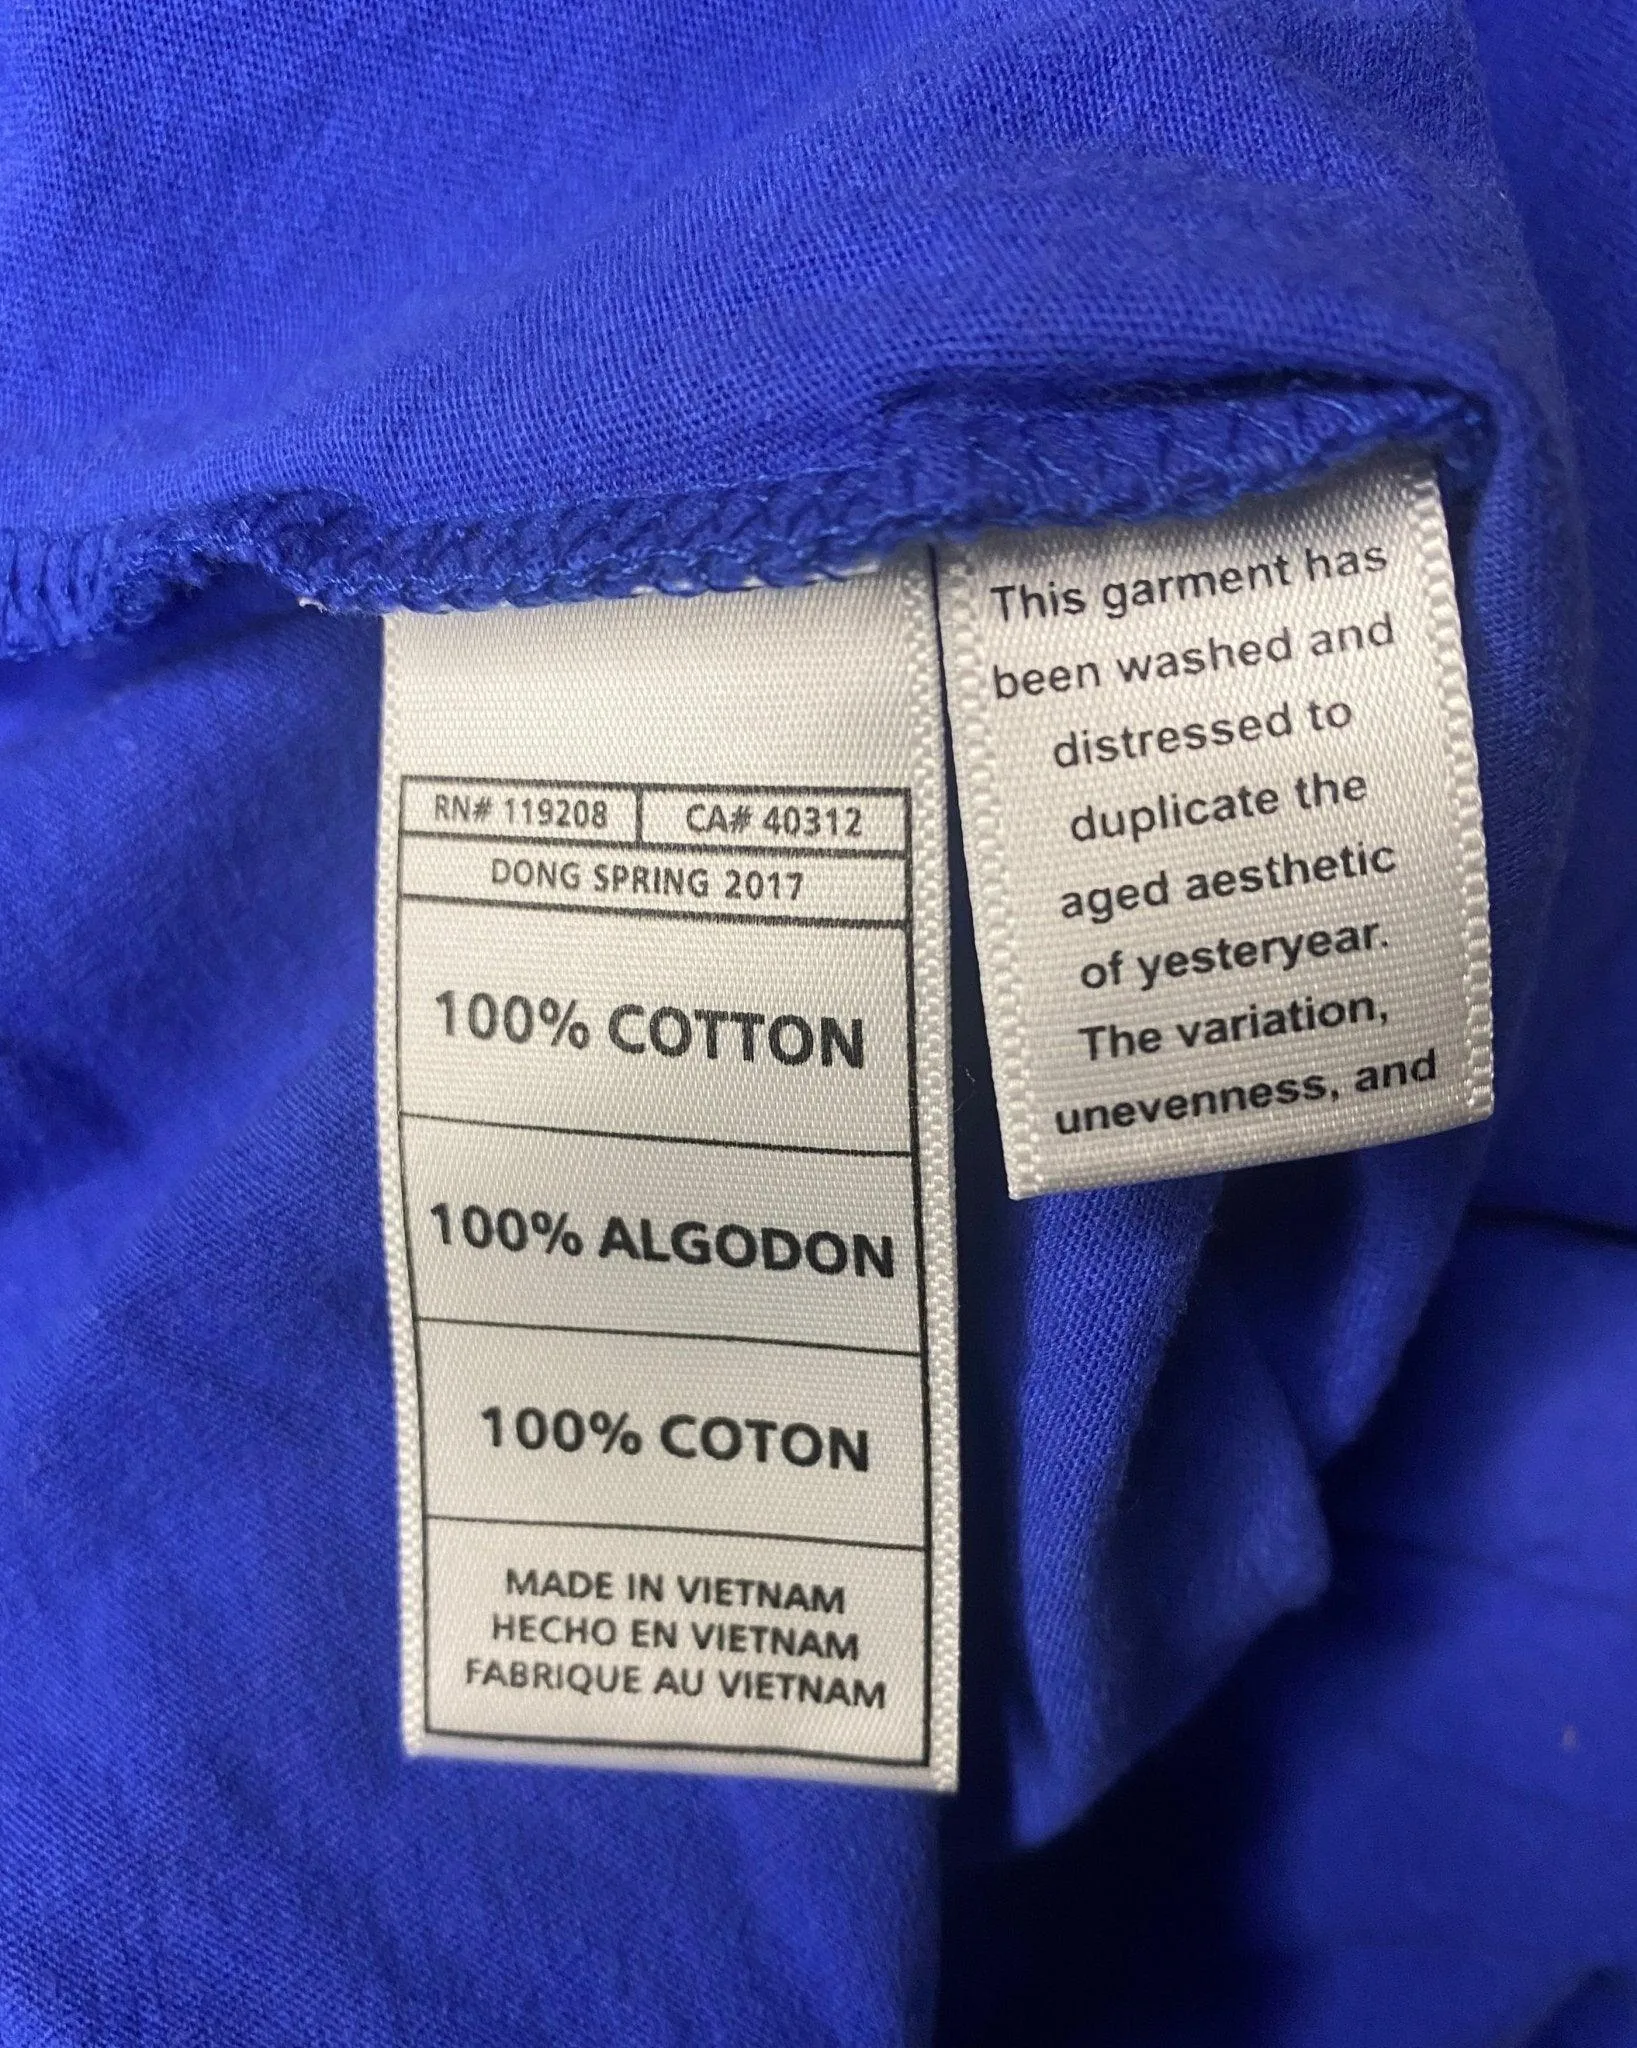 RN# 119208 CA# 40312
DONG SPRING 2017
100% COTTON
100% ALGODON
100% COTON
MADE IN VIETNAM
HECHO EN VIETNAM
FABRIQUE AU VIETNAM
This garment has
been washed and
distressed to
duplicate the
aged aesthetic
of yesteryear.
The variation,
unevenness, and